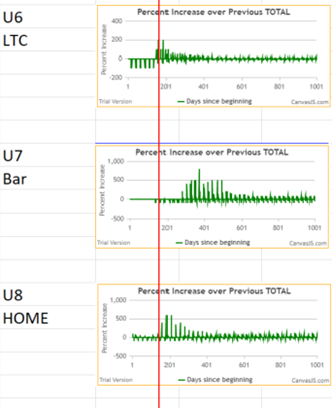 U6
LTC
Percent Increase over Previous TOTAL
Percent Increase
400
200
0
-200
1
201
401
601
801
1001
Trial Version
Days since beginning
CanvasJS.com
U7
Bar
Percent Increase over Previous TOTAL
Percent Increase
1,000
500
0
-500
1
201
401
601
801
1001
Trial Version
Days since beginning
CanvasJS.com
U8
HOME
Percent Increase over Previous TOTAL
Percent Increase
1,000
500
0
-500
1
201
401
601
801
1001
Trial Version
Days since beginning
CanvasJS.com